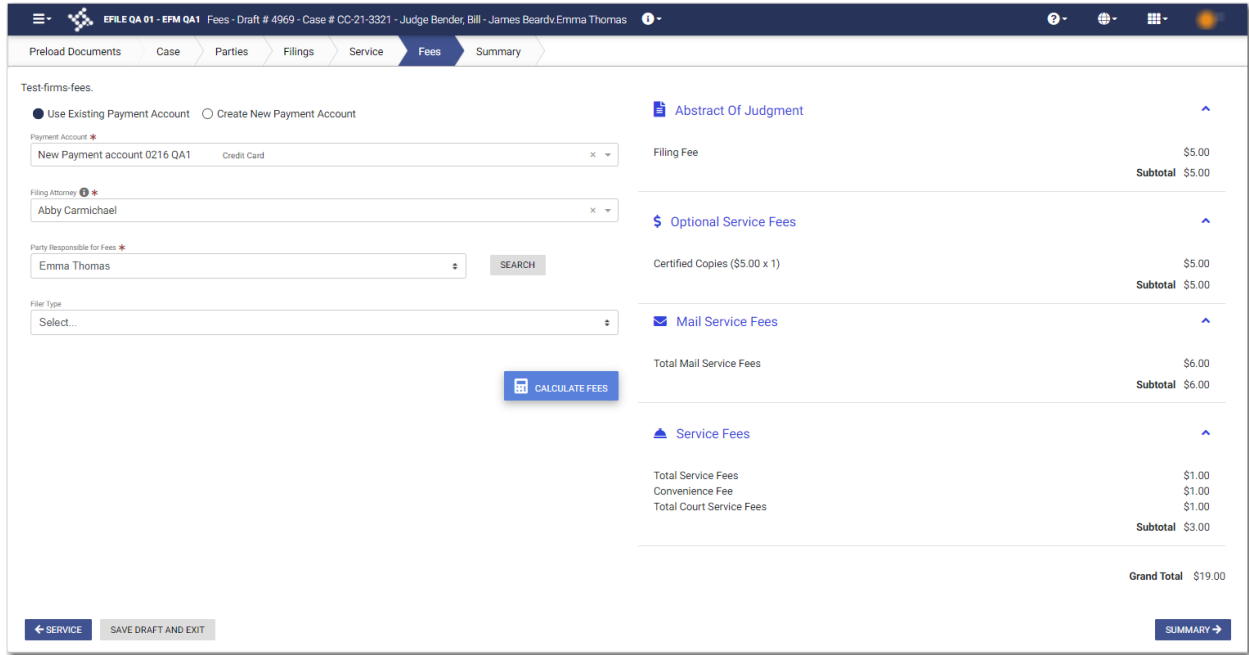 EFILE QA 01 - EFM QA1 Fees - Draft # 4969 - Case # CC-21-3321 - Judge Bender, Bill - James Beardv.Emma Thomas
Preload Documents Case Parties Filings Service Fees Summary
Test-firms-fees.
Use Existing Payment Account Create New Payment Account
Payment Account *
New Payment account 0216 QA1 Credit Card
Filing Attorney *
Abby Carmichael
Party Responsible for Fees *
Emma Thomas SEARCH
Filer Type
Select...
CALCULATE FEES
Abstract Of Judgment
Filing Fee $5.00
Subtotal $5.00
$ Optional Service Fees
Certified Copies ($5.00 x 1) $5.00
Subtotal $5.00
Mail Service Fees
Total Mail Service Fees $6.00
Subtotal $6.00
Service Fees
Total Service Fees $1.00
Convenience Fee $1.00
Total Court Service Fees $1.00
Subtotal $3.00
Grand Total $19.00
← SERVICE SAVE DRAFT AND EXIT SUMMARY →